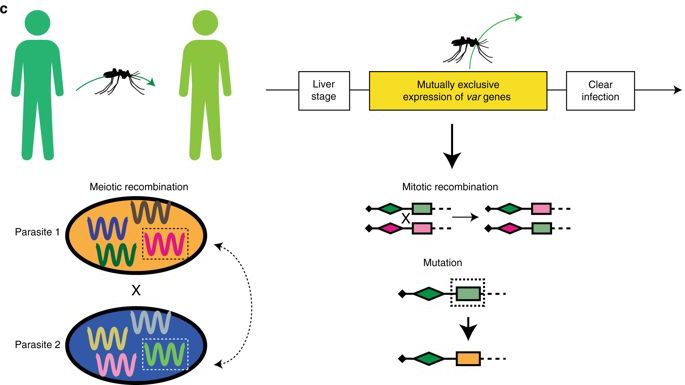 c
Liver
stage
Mutually exclusive
expression of var genes
Clear
infection
Meiotic recombination
Parasite 1
X
Parasite 2
Mitotic recombination
X
Mutation